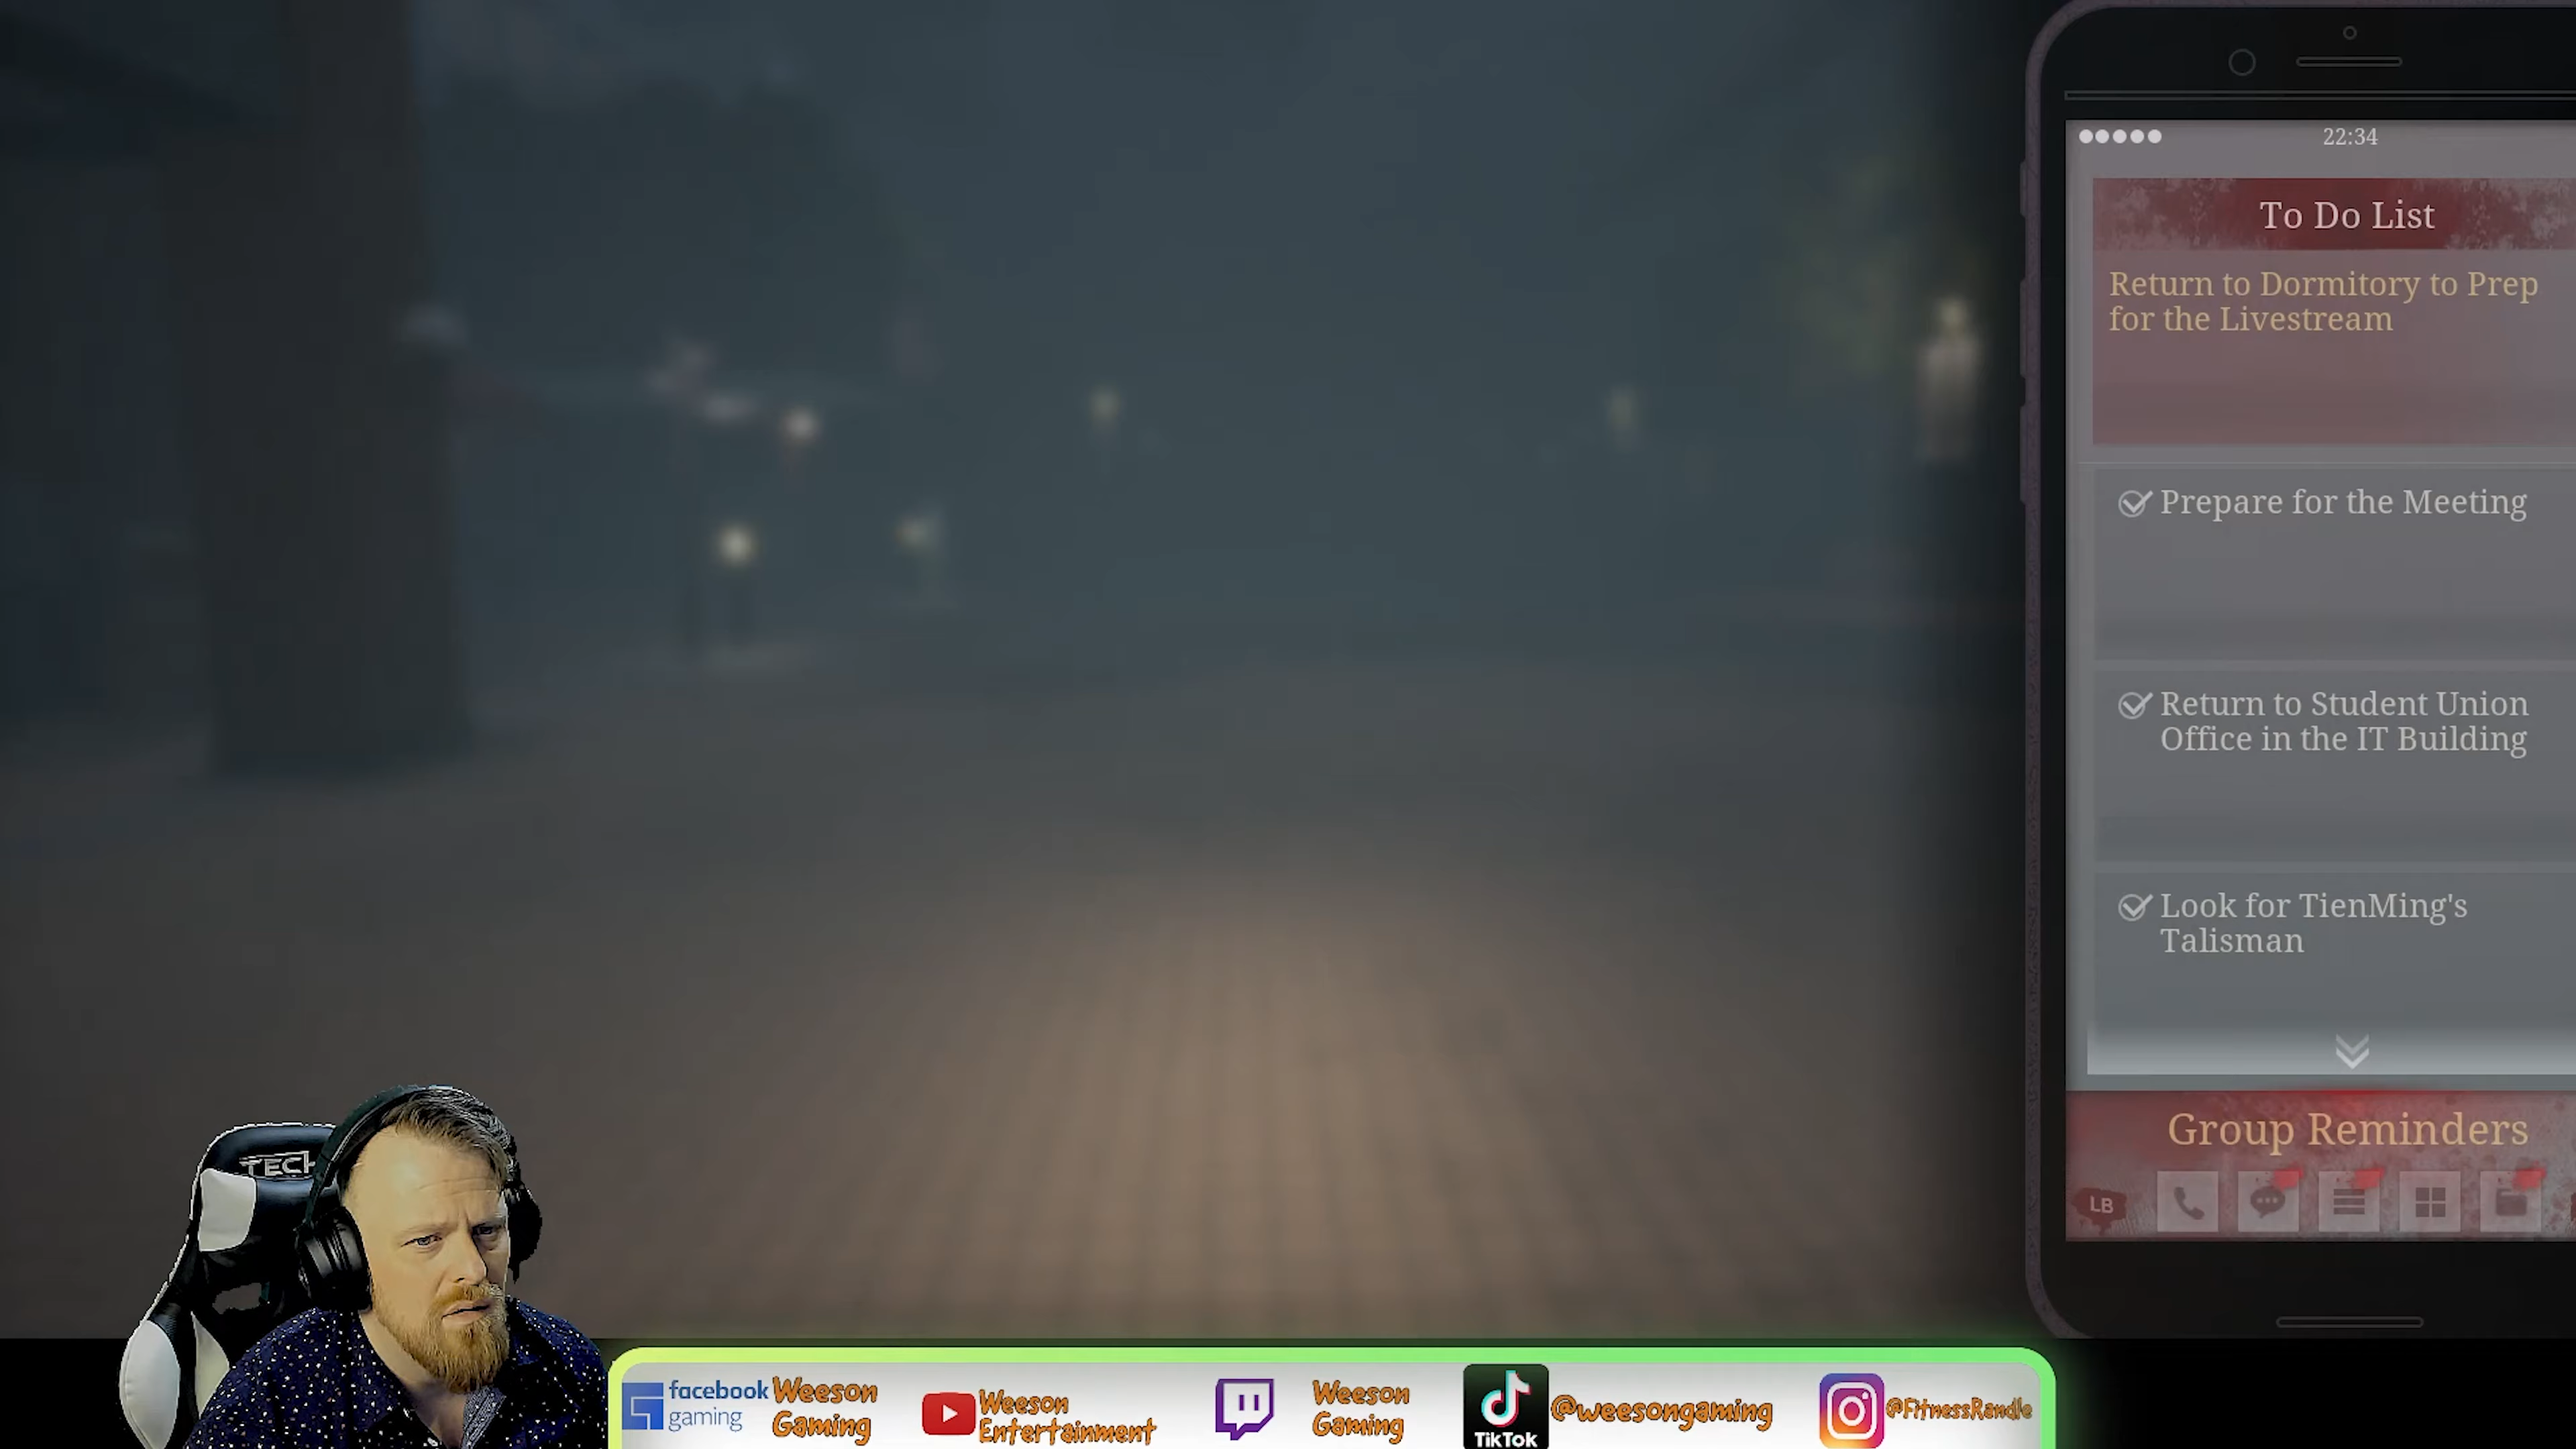 22:34
To Do List
Return to Dormitory to Prep
for the Livestream
Prepare for the Meeting
Return to Student Union
Office in the IT Building
Look for TienMing's
Talisman
Group Reminders
LB
TECH
facebook
gaming
Weeson
Gaming
Weeson
Entertainment
Weeson
Gaming
TikTok
@weesongaming
@FitnessRandle